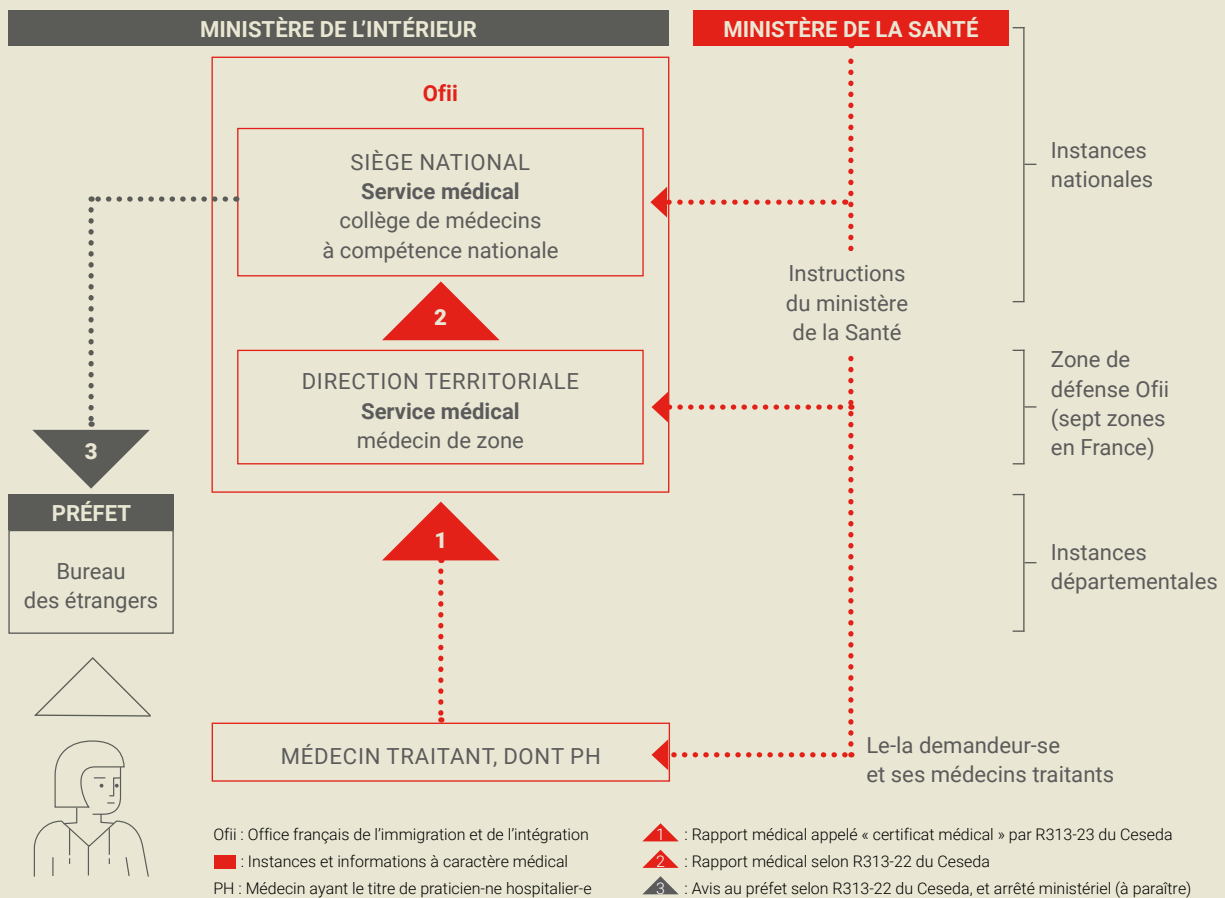 MINISTÈRE DE L'INTÉRIEUR
MINISTÈRE DE LA SANTÉ
Ofii
SIÈGE NATIONAL
Service médical
collège de médecins
à compétence nationale
Instances
nationales
2
Instructions
du ministère
de la Santé
DIRECTION TERRITORIALE
Service médical
médecin de zone
Zone de
défense Ofii
(sept zones
en France)
3
PRÉFET
Bureau
des étrangers
1
Instances
départementales
MÉDECIN TRAITANT, DONT PH
Le-la demandeur-se
et ses médecins traitants
Ofii : Office français de l'immigration et de l'intégration
: Instances et informations à caractère médical
PH : Médecin ayant le titre de praticien-ne hospitalier-e
1 : Rapport médical appelé « certificat médical » par R313-23 du Ceseda
2 : Rapport médical selon R313-22 du Ceseda
3 : Avis au préfet selon R313-22 du Ceseda, et arrêté ministériel (à paraître)